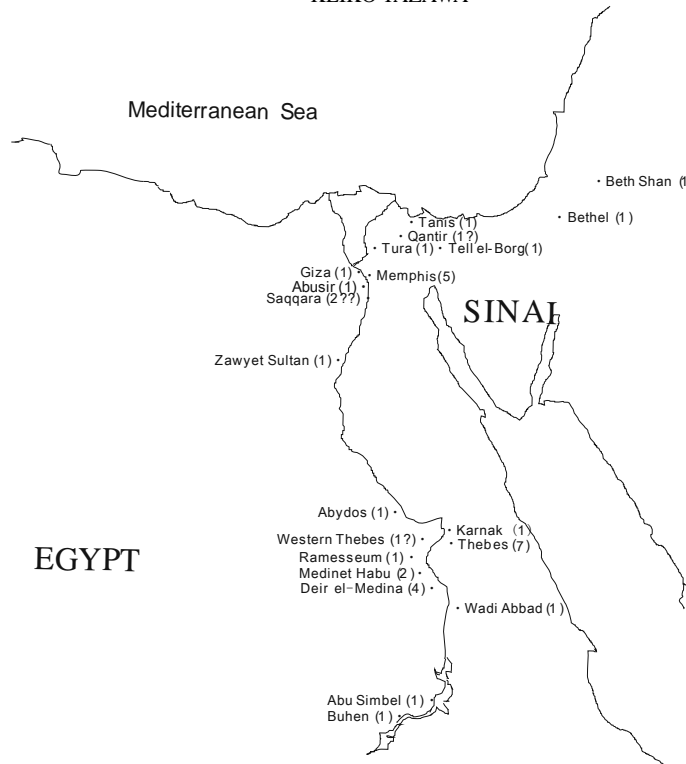 Mediterranean Sea
Beth Shan (1
Bethel (1)
Tanis (1)
Qantir (1?)
Tura (1)
Tell el-Borg(1)
Giza (1)
Memphis(5)
Abusir (1)
Saqqara (2??)
SINAI
Zawyet Sultan (1)
Abydos (1)
Karnak (1)
Western Thebes (1?)
Thebes (7)
EGYPT
Ramesseum (1)
Medinet Habu (2)
Deir el-Medina (4)
Wadi Abbad (1)
Abu Simbel (1)
Buhen (1)